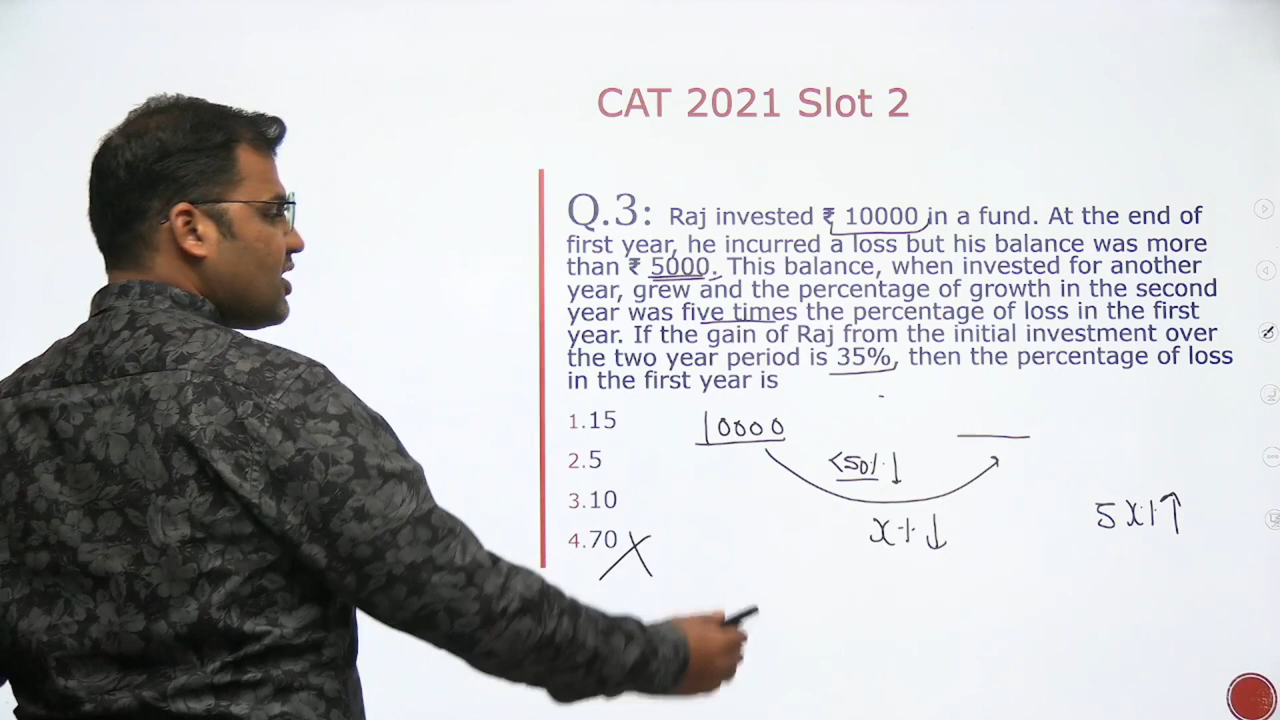 CAT 2021 Slot 2
Q.3: Raj invested ₹ 10000 in a fund. At the end of
first year, he incurred a loss but his balance was more
than ₹ 5000. This balance, when invested for another
year, grew and the percentage of growth in the second
year was five times the percentage of loss in the first
year. If the gain of Raj from the initial investment over
the two year period is 35%, then the percentage of loss
in the first year is
1.15
2.5
3.10
4.70
10000
<50% ↓
x% ↓
5x% ↑